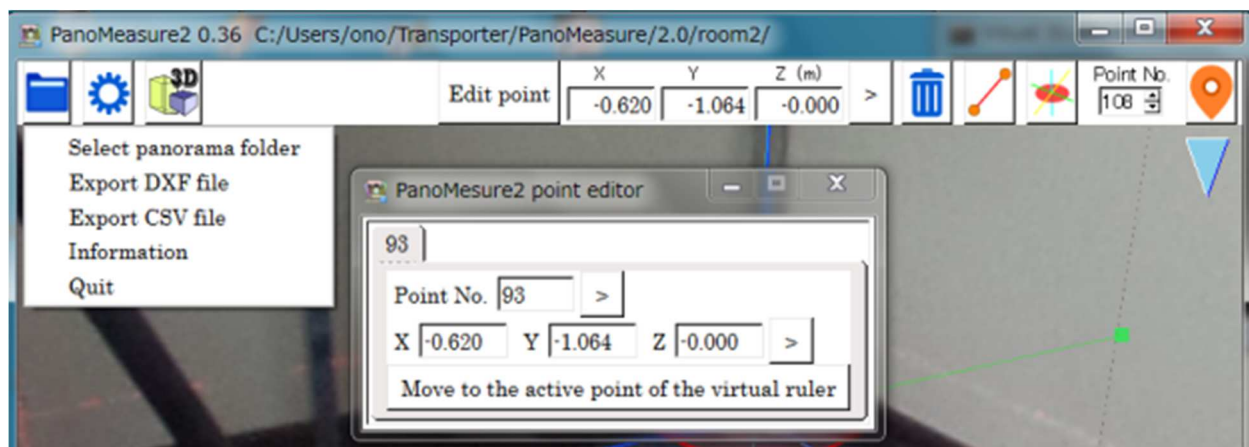 PanoMeasure2 0.36 C:/Users/ono/Transporter/PanoMeasure/2.0/room2/
3D
Edit point
X Y Z (m)
-0.620 -1.064 -0.000 >
Point No.
108
Select panorama folder
Export DXF file
Export CSV file
Information
Quit
PanoMesure2 point editor
93
Point No. 93 >
X -0.620 Y -1.064 Z -0.000 >
Move to the active point of the virtual ruler